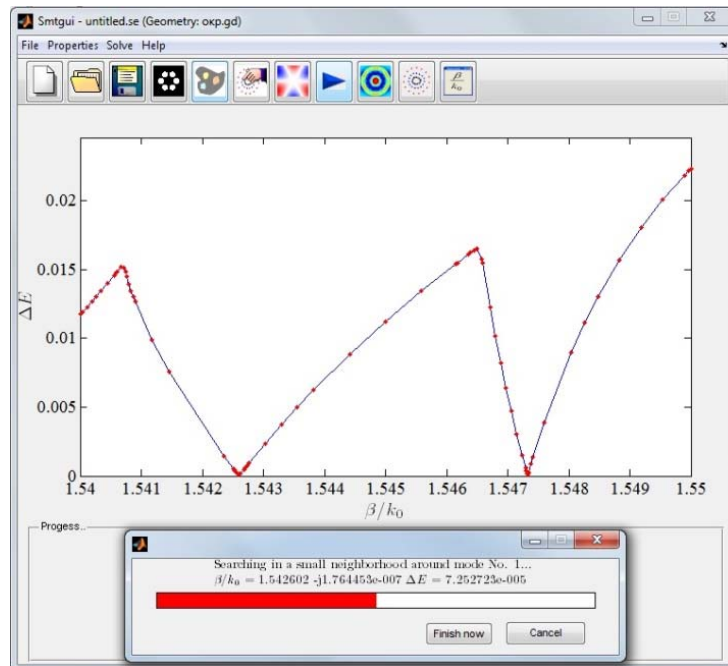 Smtgui - untitled.se (Geometry: окр.gd)
File Properties Solve Help
β/k₀
0.02
0.015
0.01
0.005
0
ΔE
1.54 1.541 1.542 1.543 1.544 1.545 1.546 1.547 1.548 1.549 1.55
β/k₀
Progess..
Searching in a small neighborhood around mode No. 1...
β/k₀ = 1.542602 -j1.764453e-007 ΔE = 7.252723e-005
Finish now Cancel